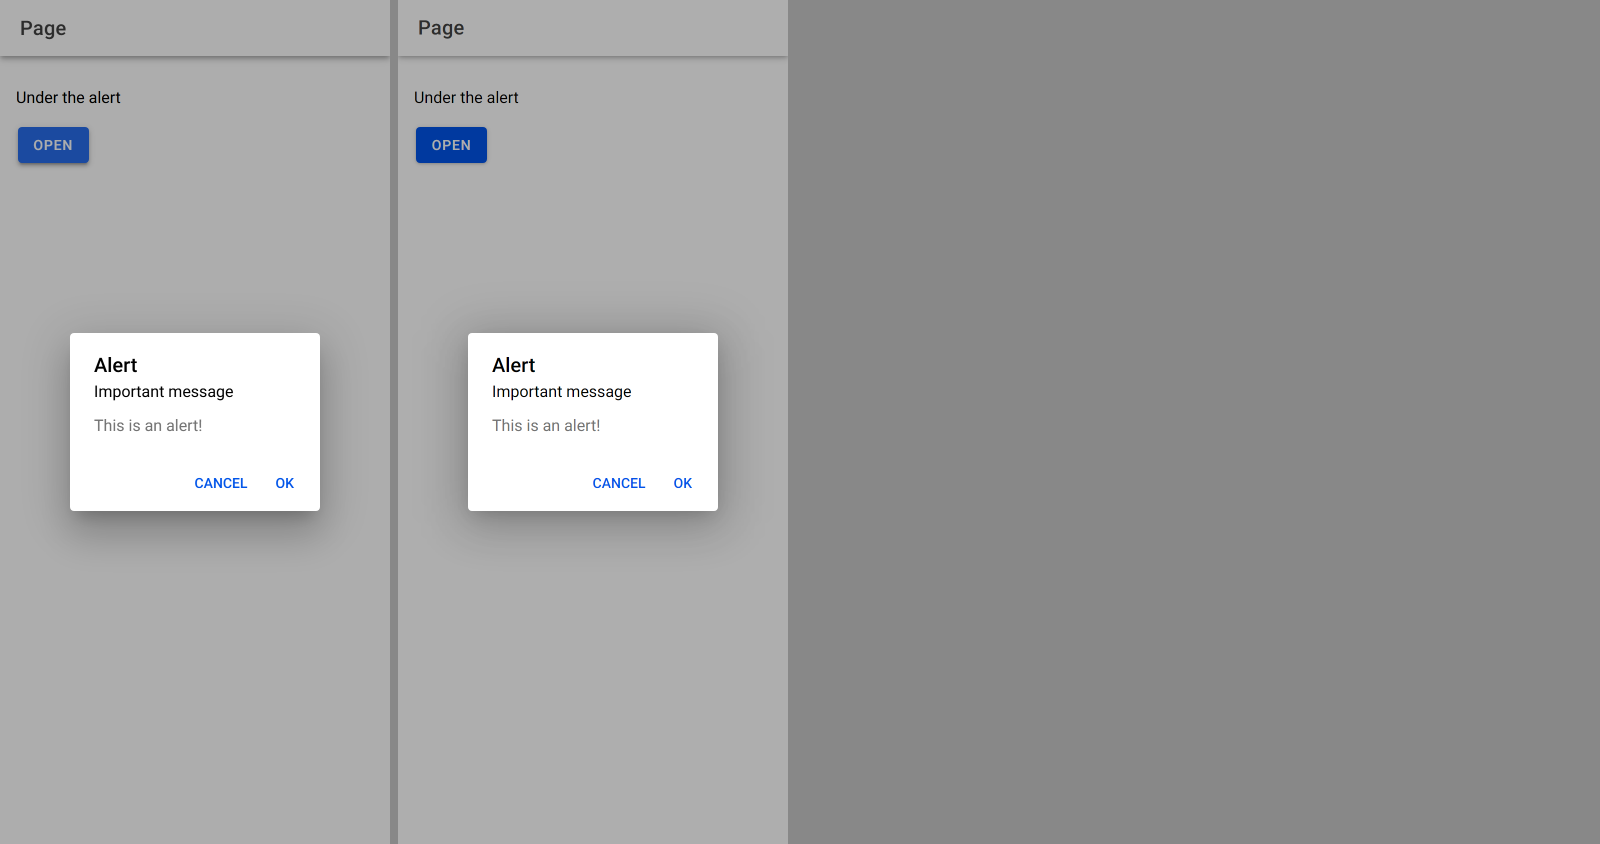 Page
Under the alert
OPEN
Alert
Important message
This is an alert!
CANCEL OK
Page
Under the alert
OPEN
Alert
Important message
This is an alert!
CANCEL OK